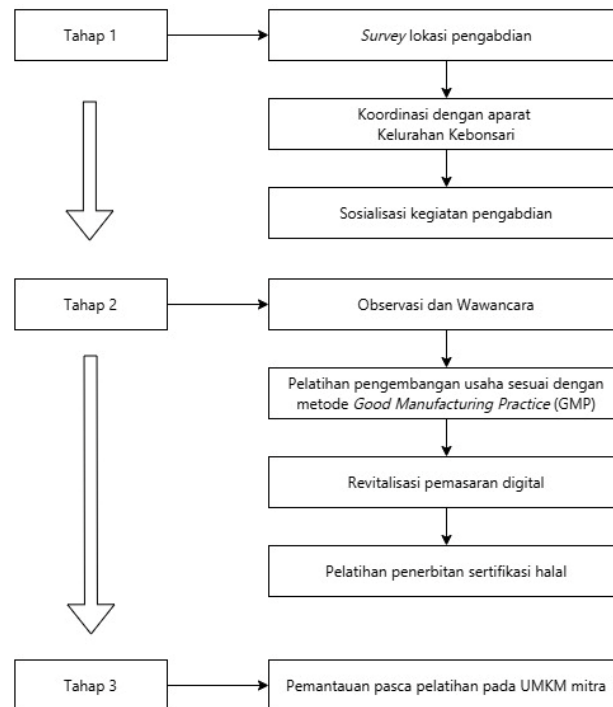 Tahap 1
Survey lokasi pengabdian
Koordinasi dengan aparat
Kelurahan Kebonsari
Sosialisasi kegiatan pengabdian
Tahap 2
Observasi dan Wawancara
Pelatihan pengembangan usaha sesuai dengan
metode Good Manufacturing Practice (GMP)
Revitalisasi pemasaran digital
Pelatihan penerbitan sertifikasi halal
Tahap 3
Pemantauan pasca pelatihan pada UMKM mitra